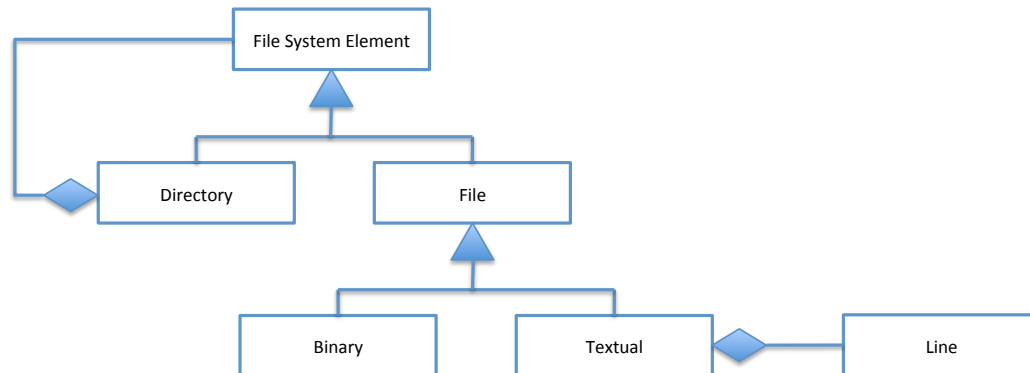 File System Element
Directory
File
Binary
Textual
Line